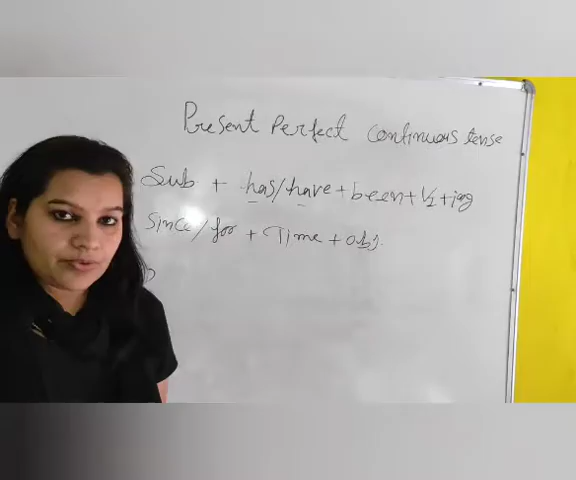 Present Perfect continuous tense
Sub + has/have + been + V1 + ing
Since/for + Time + obj.